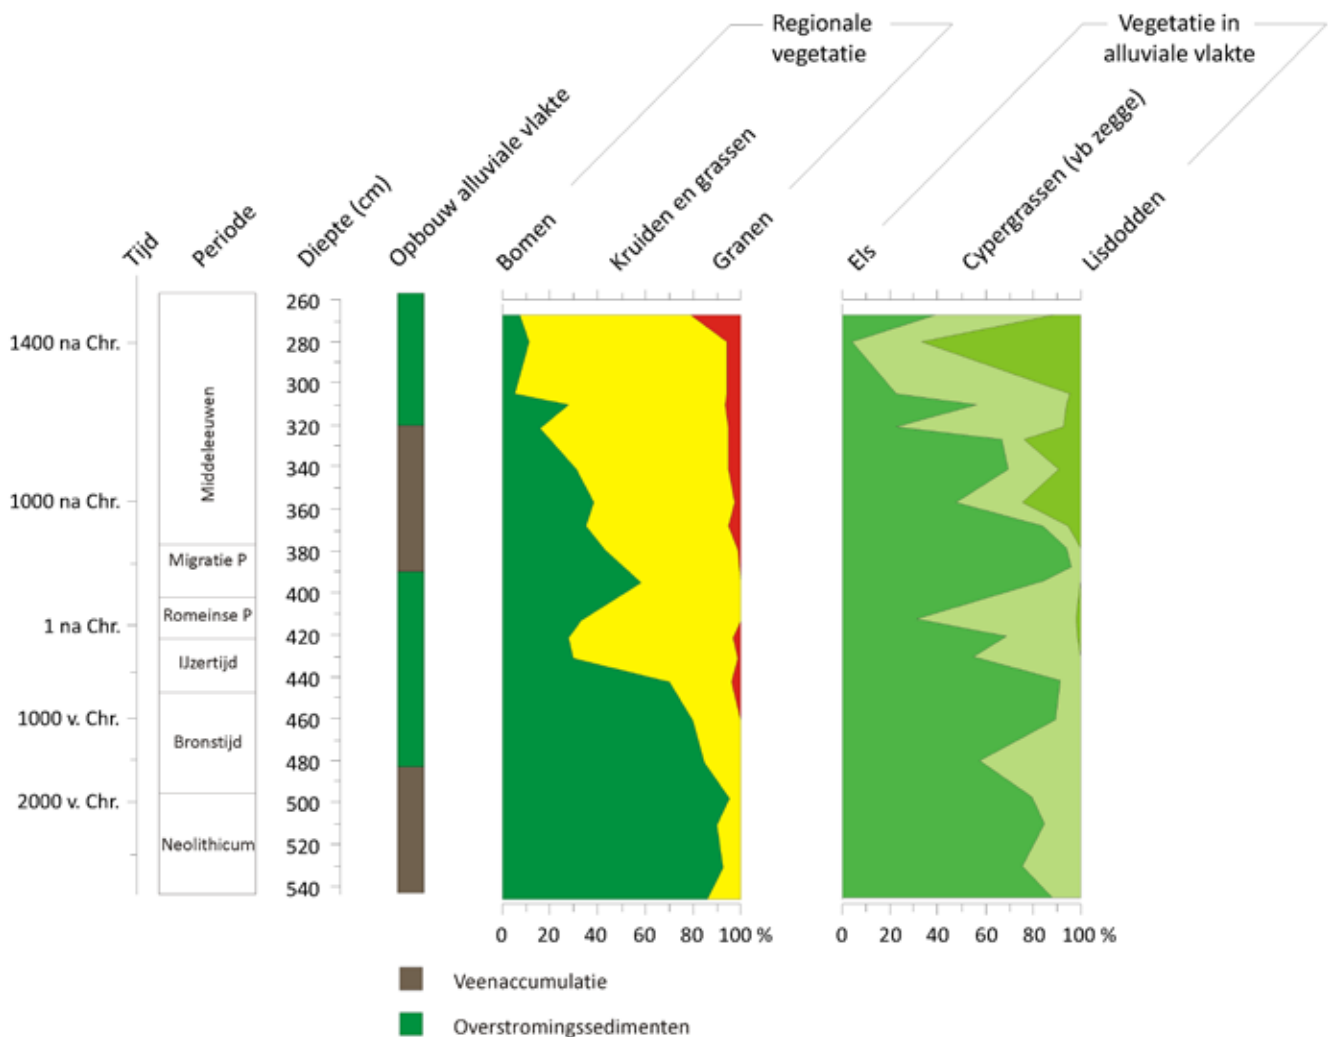 Regionale
vegetatie
Vegetatie in
alluviale vlakte
Tijd
Periode
Diepte (cm)
Opbouw alluviale vlakte
Bomen
Kruiden en grassen
Granen
Els
Cypergrassen (vb zegge)
Lisdodden
1400 na Chr.
1000 na Chr.
1 na Chr.
1000 v. Chr.
2000 v. Chr.
Middeleeuwen
Migratie P
Romeinse P
IJzertijd
Bronstijd
Neolithicum
260
280
300
320
340
360
380
400
420
440
460
480
500
520
540
0 20 40 60 80 100 %
0 20 40 60 80 100 %
Veenaccumulatie
Overstromingssedimenten